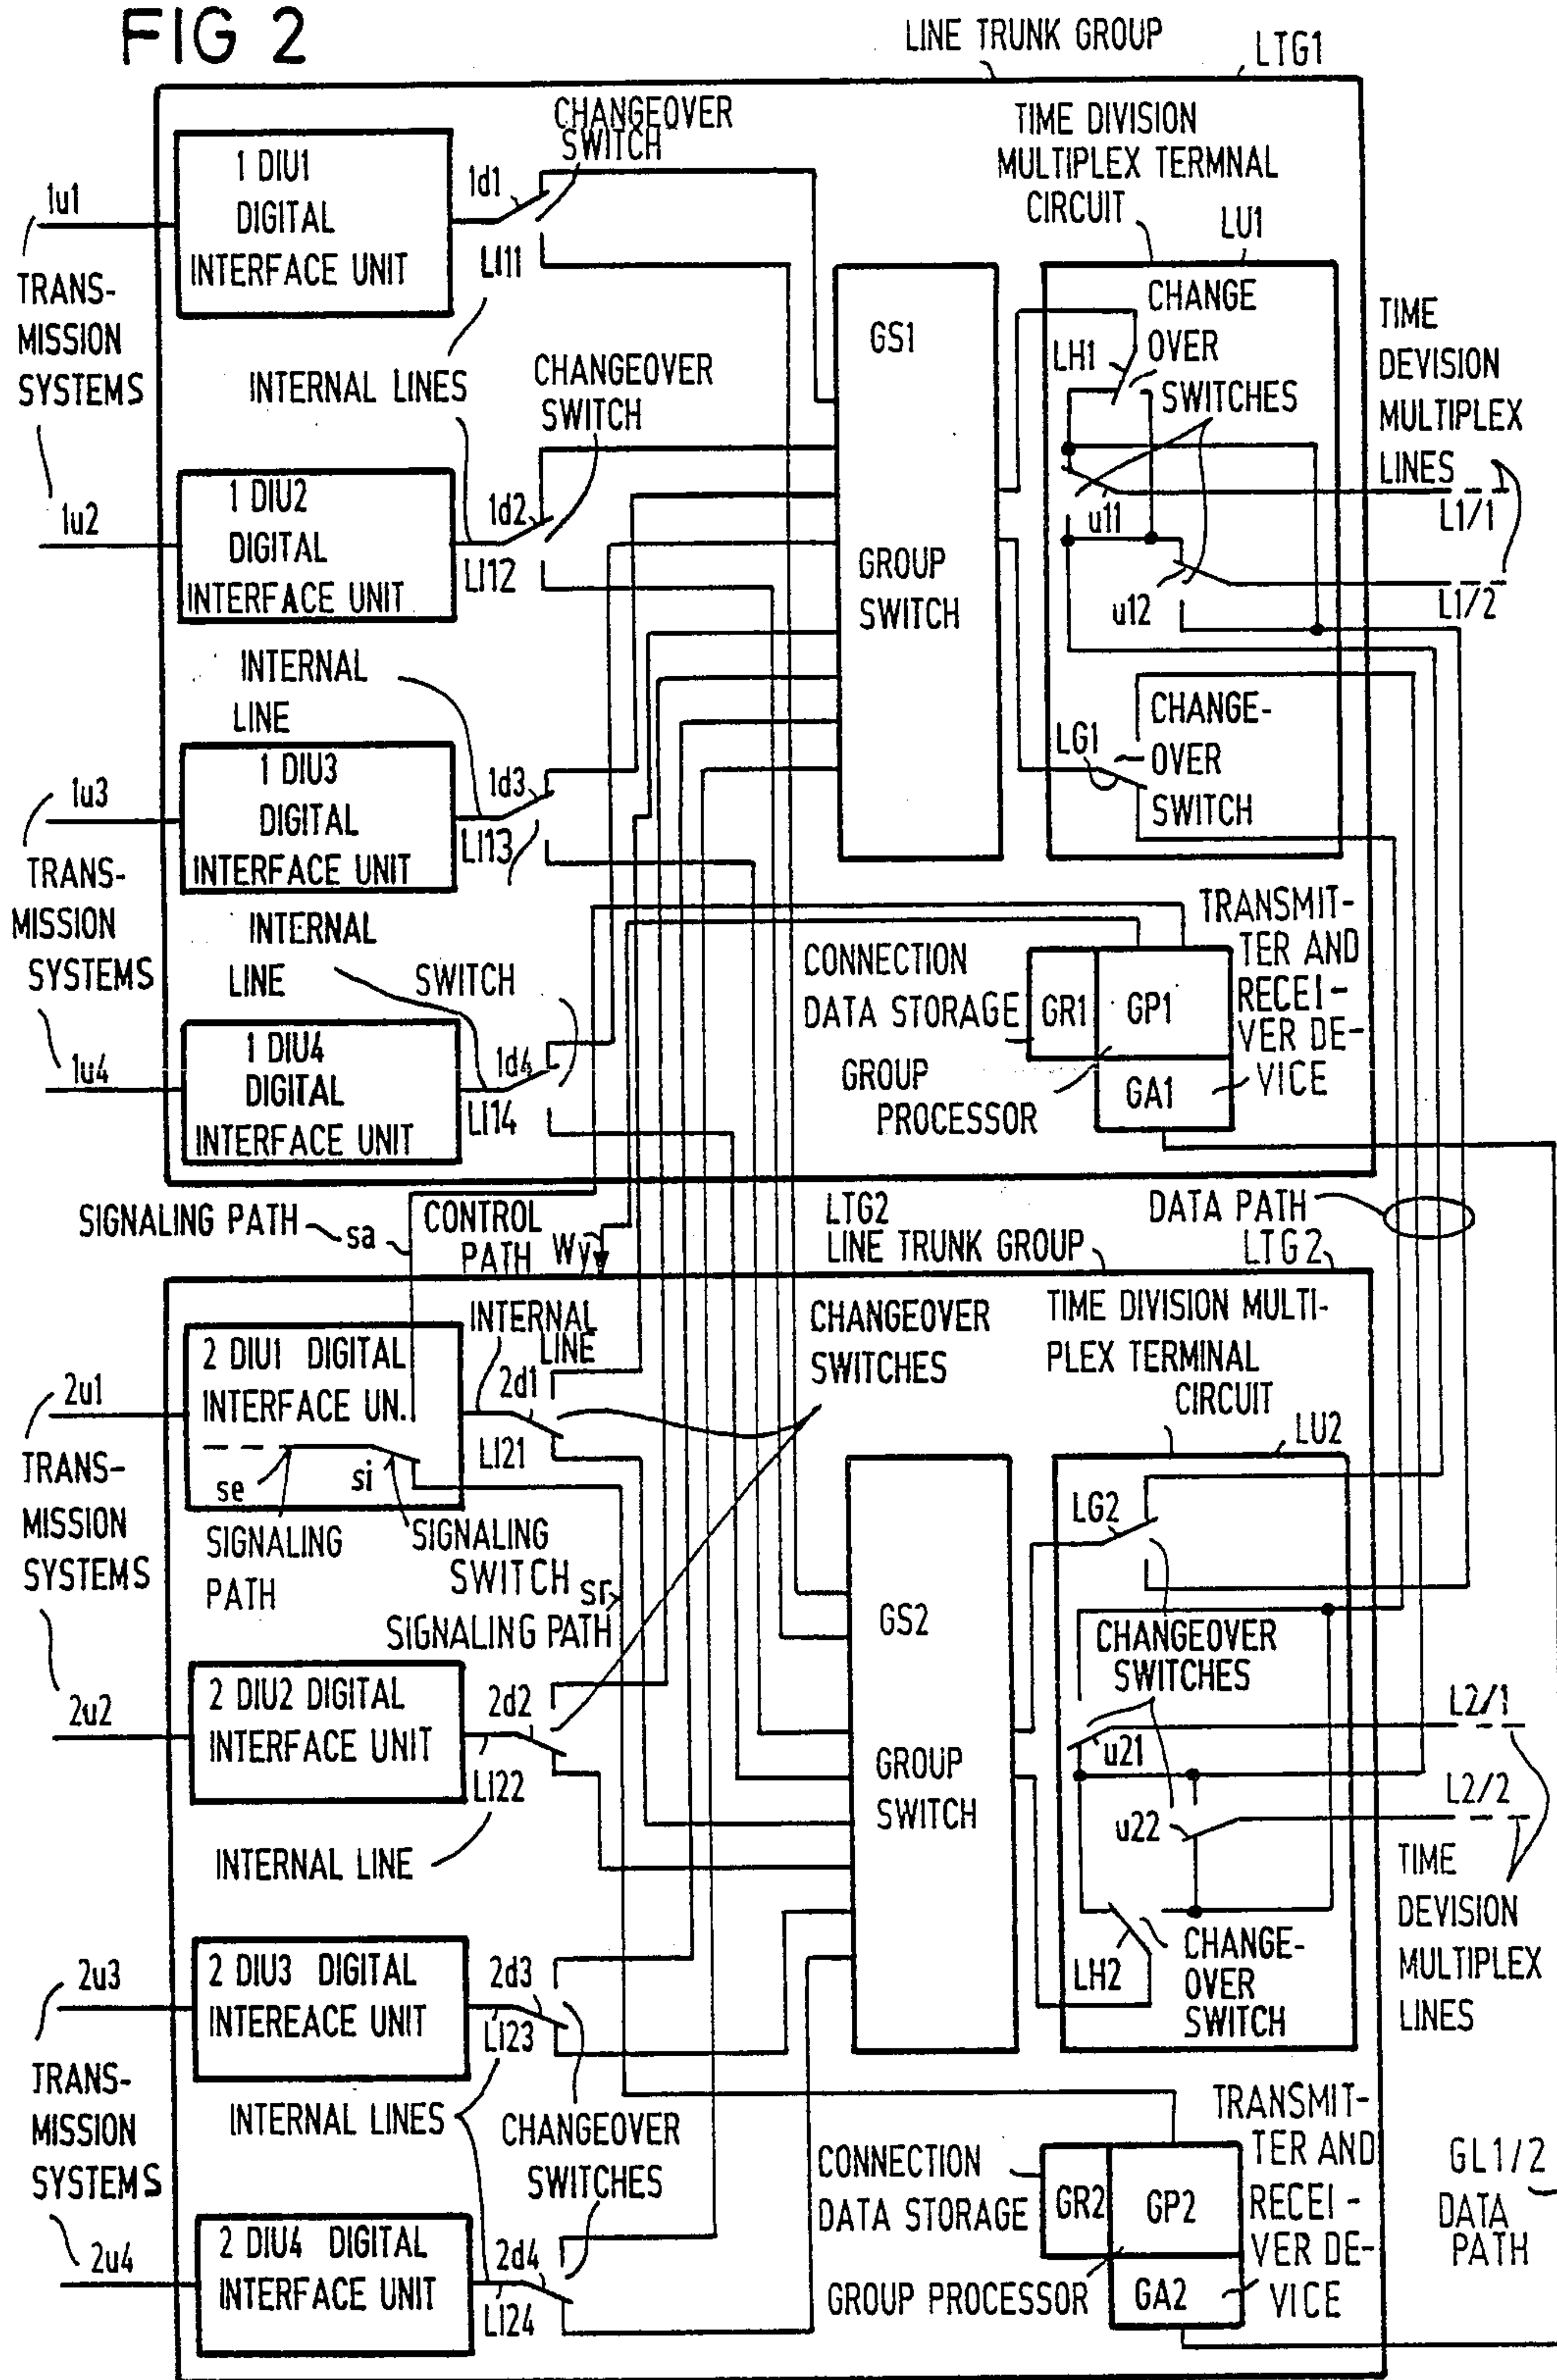 FIG 2
LINE TRUNK GROUP
LTG1
CHANGEOVER
SWITCH
TIME DIVISION
MULTIPLEX TERMNAL
CIRCUIT
LU1
1u1
1 DIU1
DIGITAL
INTERFACE UNIT
1d1
LI11
TRANS-
MISSION
SYSTEMS
INTERNAL LINES
CHANGEOVER
SWITCH
GS1
GROUP
SWITCH
CHANGE
OVER
SWITCHES
LH1
TIME
DEVISION
MULTIPLEX
LINES
L1/1
L1/2
u11
u12
1u2
1 DIU2
DIGITAL
INTERFACE UNIT
1d2
LI12
INTERNAL
LINE
LG1
CHANGE-
OVER
SWITCH
1u3
1 DIU3
DIGITAL
INTERFACE UNIT
1d3
LI13
TRANS-
MISSION
SYSTEMS
INTERNAL
LINE
SWITCH
CONNECTION
DATA STORAGE
GR1
GP1
GA1
GROUP
PROCESSOR
TRANSMIT-
TER AND
RECEI-
VER DE-
VICE
1u4
1 DIU4
DIGITAL
INTERFACE UNIT
1d4
LI14
SIGNALING PATH
sa
CONTROL
PATH
Wy
LTG2
LINE TRUNK GROUP
DATA PATH
LTG2
2u1
2 DIU1 DIGITAL
INTERFACE UN.
INTERNAL
LINE
2d1
LI21
CHANGEOVER
SWITCHES
TIME DIVISION MULTI-
PLEX TERMINAL
CIRCUIT
LU2
TRANS-
MISSION
SYSTEMS
se
si
SIGNALING
PATH
SIGNALING
SWITCH
sr
SIGNALING PATH
GS2
GROUP
SWITCH
LG2
CHANGEOVER
SWITCHES
2u2
2 DIU2 DIGITAL
INTERFACE UNIT
2d2
LI22
INTERNAL LINE
u21
u22
L2/1
L2/2
TIME
DEVISION
MULTIPLEX
LINES
LH2
CHANGE-
OVER
SWITCH
2u3
2 DIU3 DIGITAL
INTEREACE UNIT
2d3
LI23
TRANS-
MISSION
SYSTEMS
INTERNAL LINES
CHANGEOVER
SWITCHES
CONNECTION
DATA STORAGE
GR2
GP2
GA2
GROUP PROCESSOR
TRANSMIT-
TER AND
RECEI-
VER DE-
VICE
GL1/2
DATA
PATH
2u4
2 DIU4 DIGITAL
INTERFACE UNIT
2d4
LI24